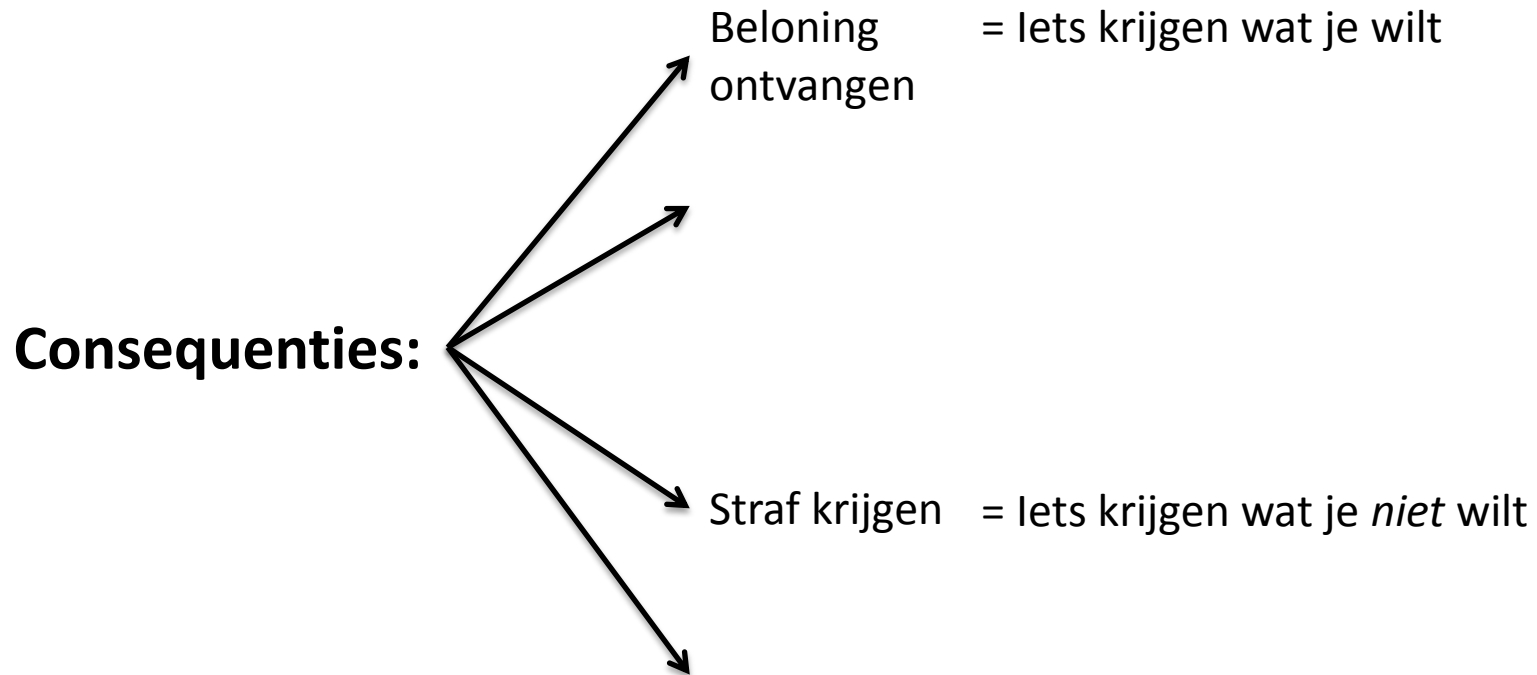 Beloning = Iets krijgen wat je wilt
ontvangen
Consequenties:
Straf krijgen = Iets krijgen wat je niet wilt